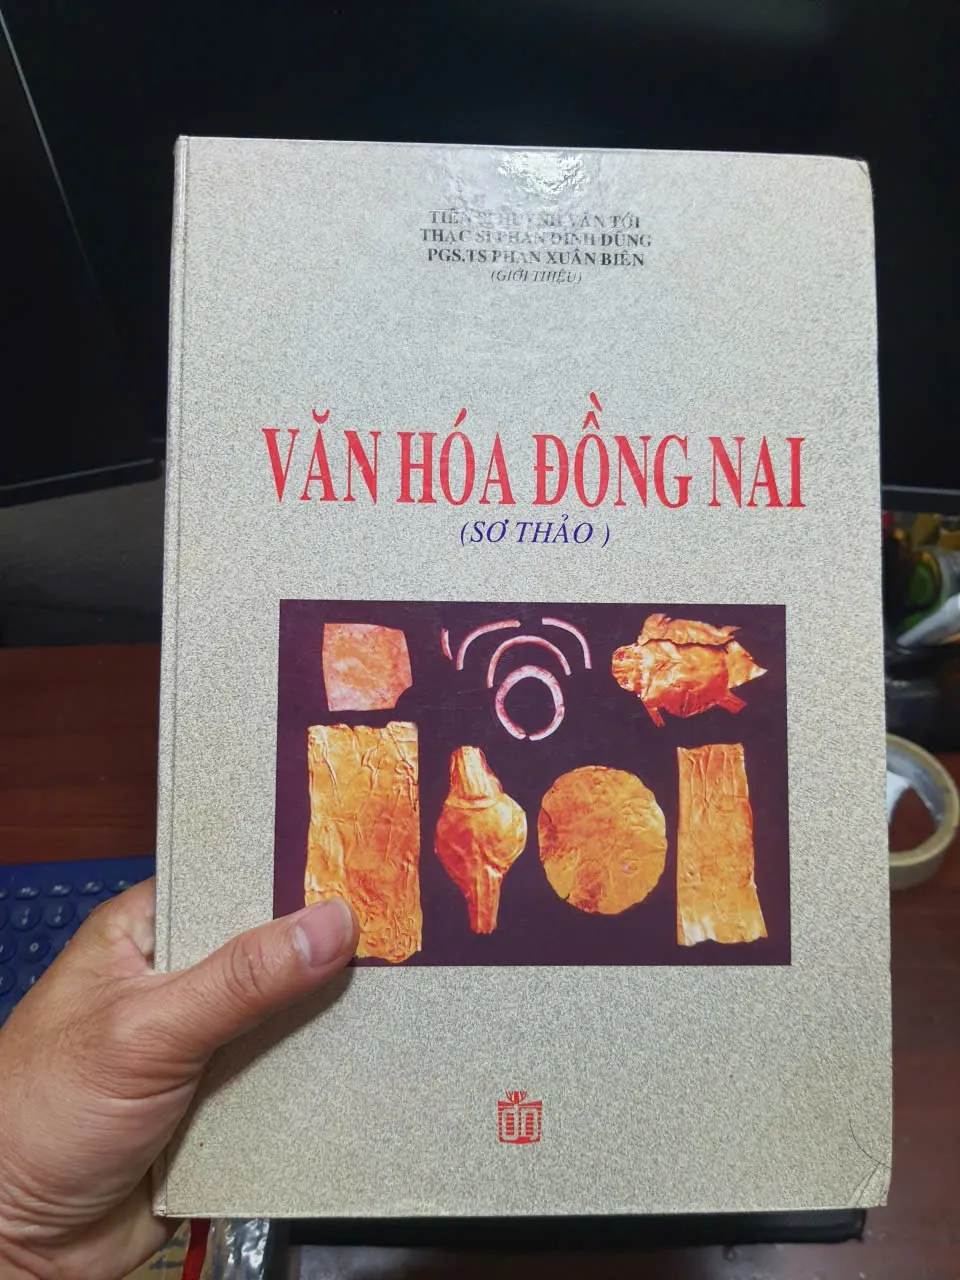 TIẾN SĨ HUỲNH VĂN TỚI
THẠC SĨ PHAN ĐÌNH DŨNG
PGS.TS PHAN XUÂN BIÊN
(GIỚI THIỆU)
VĂN HÓA ĐỒNG NAI
(SƠ THẢO )